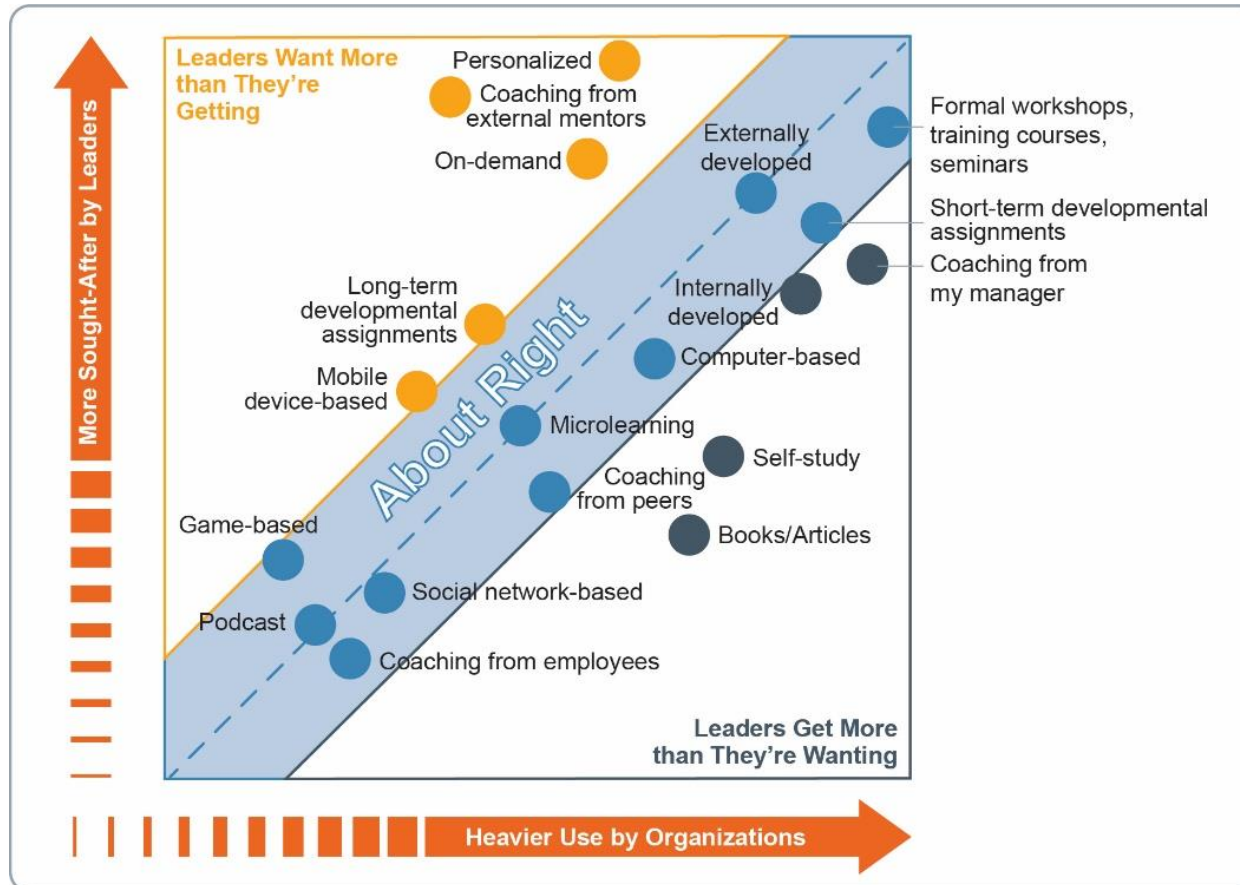 More Sought-After by Leaders
Leaders Want More
than They're
Getting
Personalized
Coaching from
external mentors
On-demand
Externally
developed
Formal workshops,
training courses,
seminars
Short-term developmental
assignments
Coaching from
my manager
Internally
developed
Long-term
developmental
assignments
Computer-based
Mobile
device-based
About Right
Microlearning
Self-study
Coaching
from peers
Books/Articles
Game-based
Social network-based
Podcast
Coaching from employees
Leaders Get More
than They're Wanting
Heavier Use by Organizations